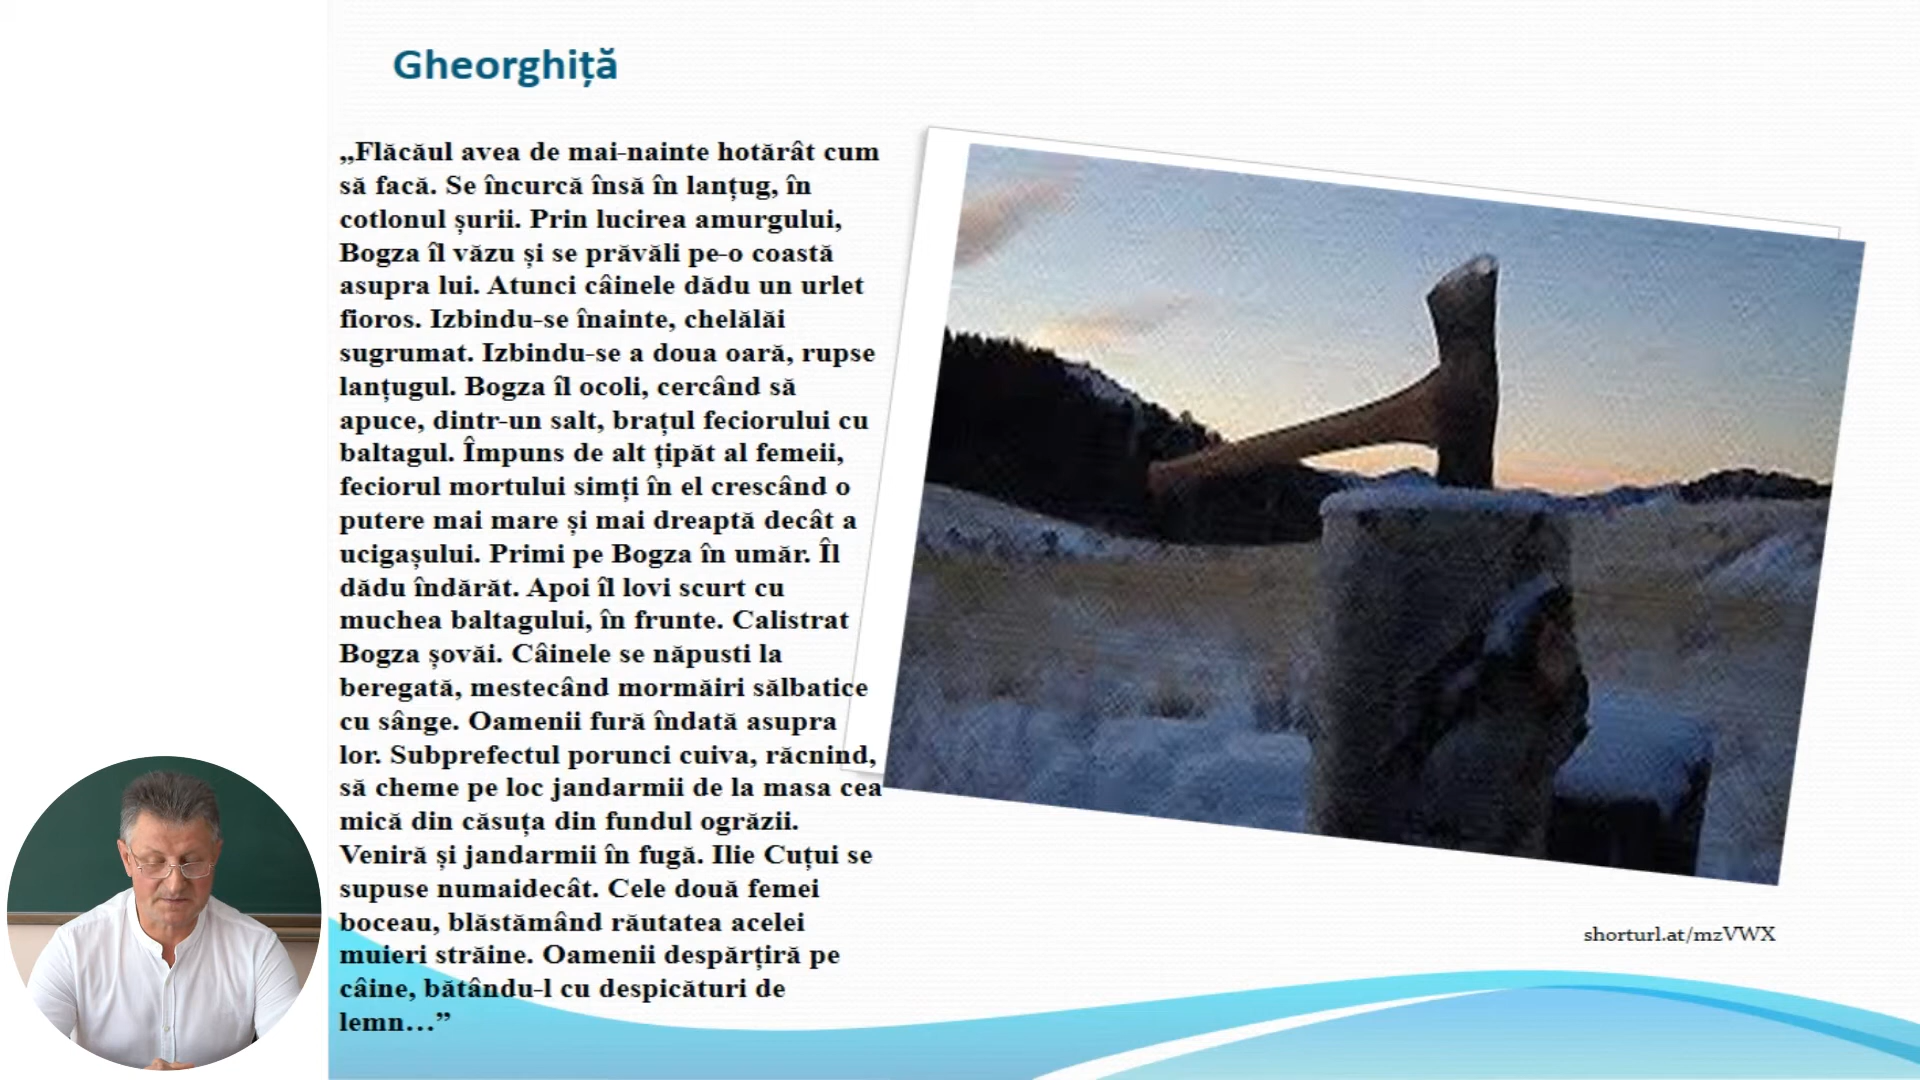 Gheorghiță
„Flăcăul avea de mai-nainte hotărât cum
să facă. Se încurcă însă în lanțug, în
cotlonul șurii. Prin lucirea amurgului,
Bogza îl văzu și se prăvăli pe-o coastă
asupra lui. Atunci câinele dădu un urlet
fioros. Izbindu-se înainte, chelălăi
sugrumat. Izbindu-se a doua oară, rupse
lanțugul. Bogza îl ocoli, cercând să
apuce, dintr-un salt, brațul feciorului cu
baltagul. Împuns de alt țipăt al femeii,
feciorul mortului simți în el crescând o
putere mai mare și mai dreaptă decât a
ucigașului. Primi pe Bogza în umăr. Îl
dădu îndărăt. Apoi îl lovi scurt cu
muchea baltagului, în frunte. Calistrat
Bogza șovăi. Câinele se năpusti la
beregată, mestecând mormăiri sălbatice
cu sânge. Oamenii fură îndată asupra
lor. Subprefectul porunci cuiva, răcnind,
să cheme pe loc jandarmii de la masa cea
mică din căsuța din fundul ogrăzii.
Veniră și jandarmii în fugă. Ilie Cuțui se
supuse numaidecât. Cele două femei
boceau, blăstămând răutatea acelei
muieri străine. Oamenii despărțiră pe
câine, bătându-l cu despicături de
lemn…”
shorturl.at/mzVWX